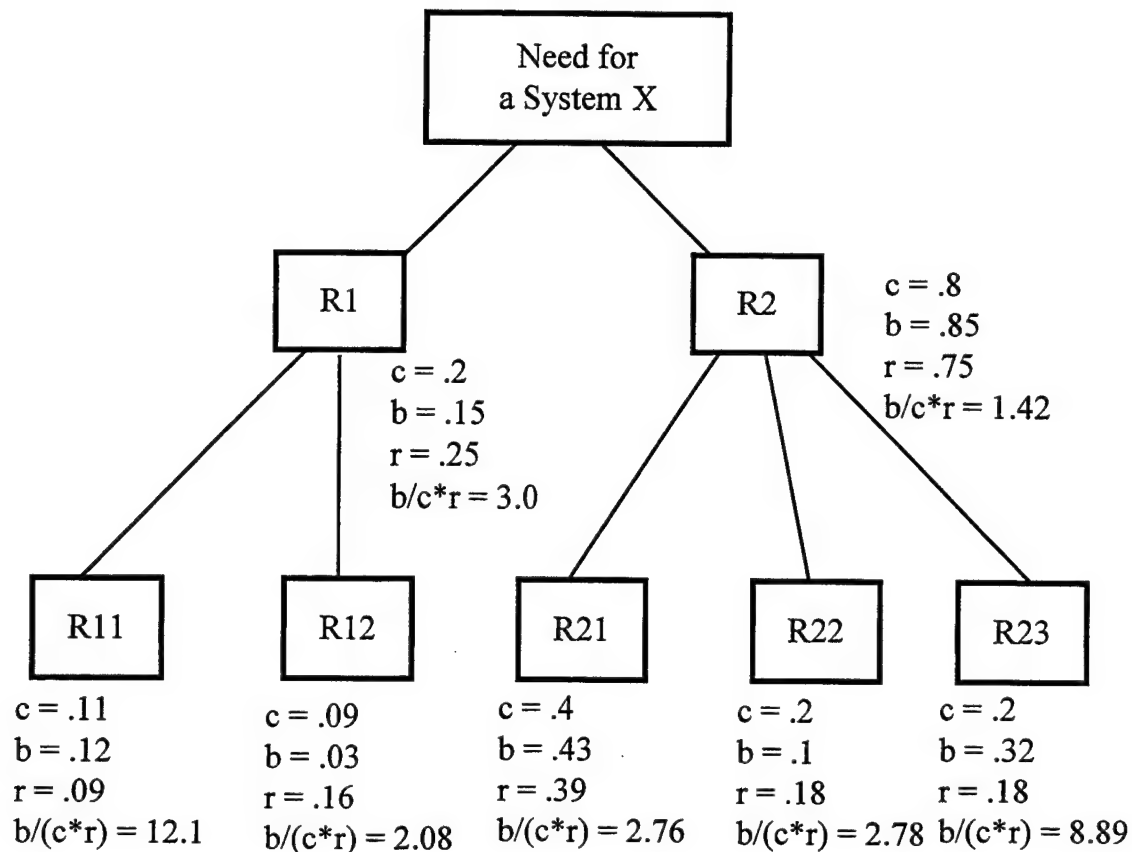 Need for
a System X
R1
c = .2
b = .15
r = .25
b/c*r = 3.0
R2
c = .8
b = .85
r = .75
b/c*r = 1.42
R11
c = .11
b = .12
r = .09
b/(c*r) = 12.1
R12
c = .09
b = .03
r = .16
b/(c*r) = 2.08
R21
c = .4
b = .43
r = .39
b/(c*r) = 2.76
R22
c = .2
b = .1
r = .18
b/(c*r) = 2.78
R23
c = .2
b = .32
r = .18
b/(c*r) = 8.89